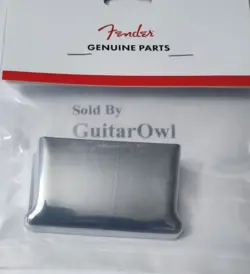 Fender
GENUINE PARTS
Sold By
GuitarOwl